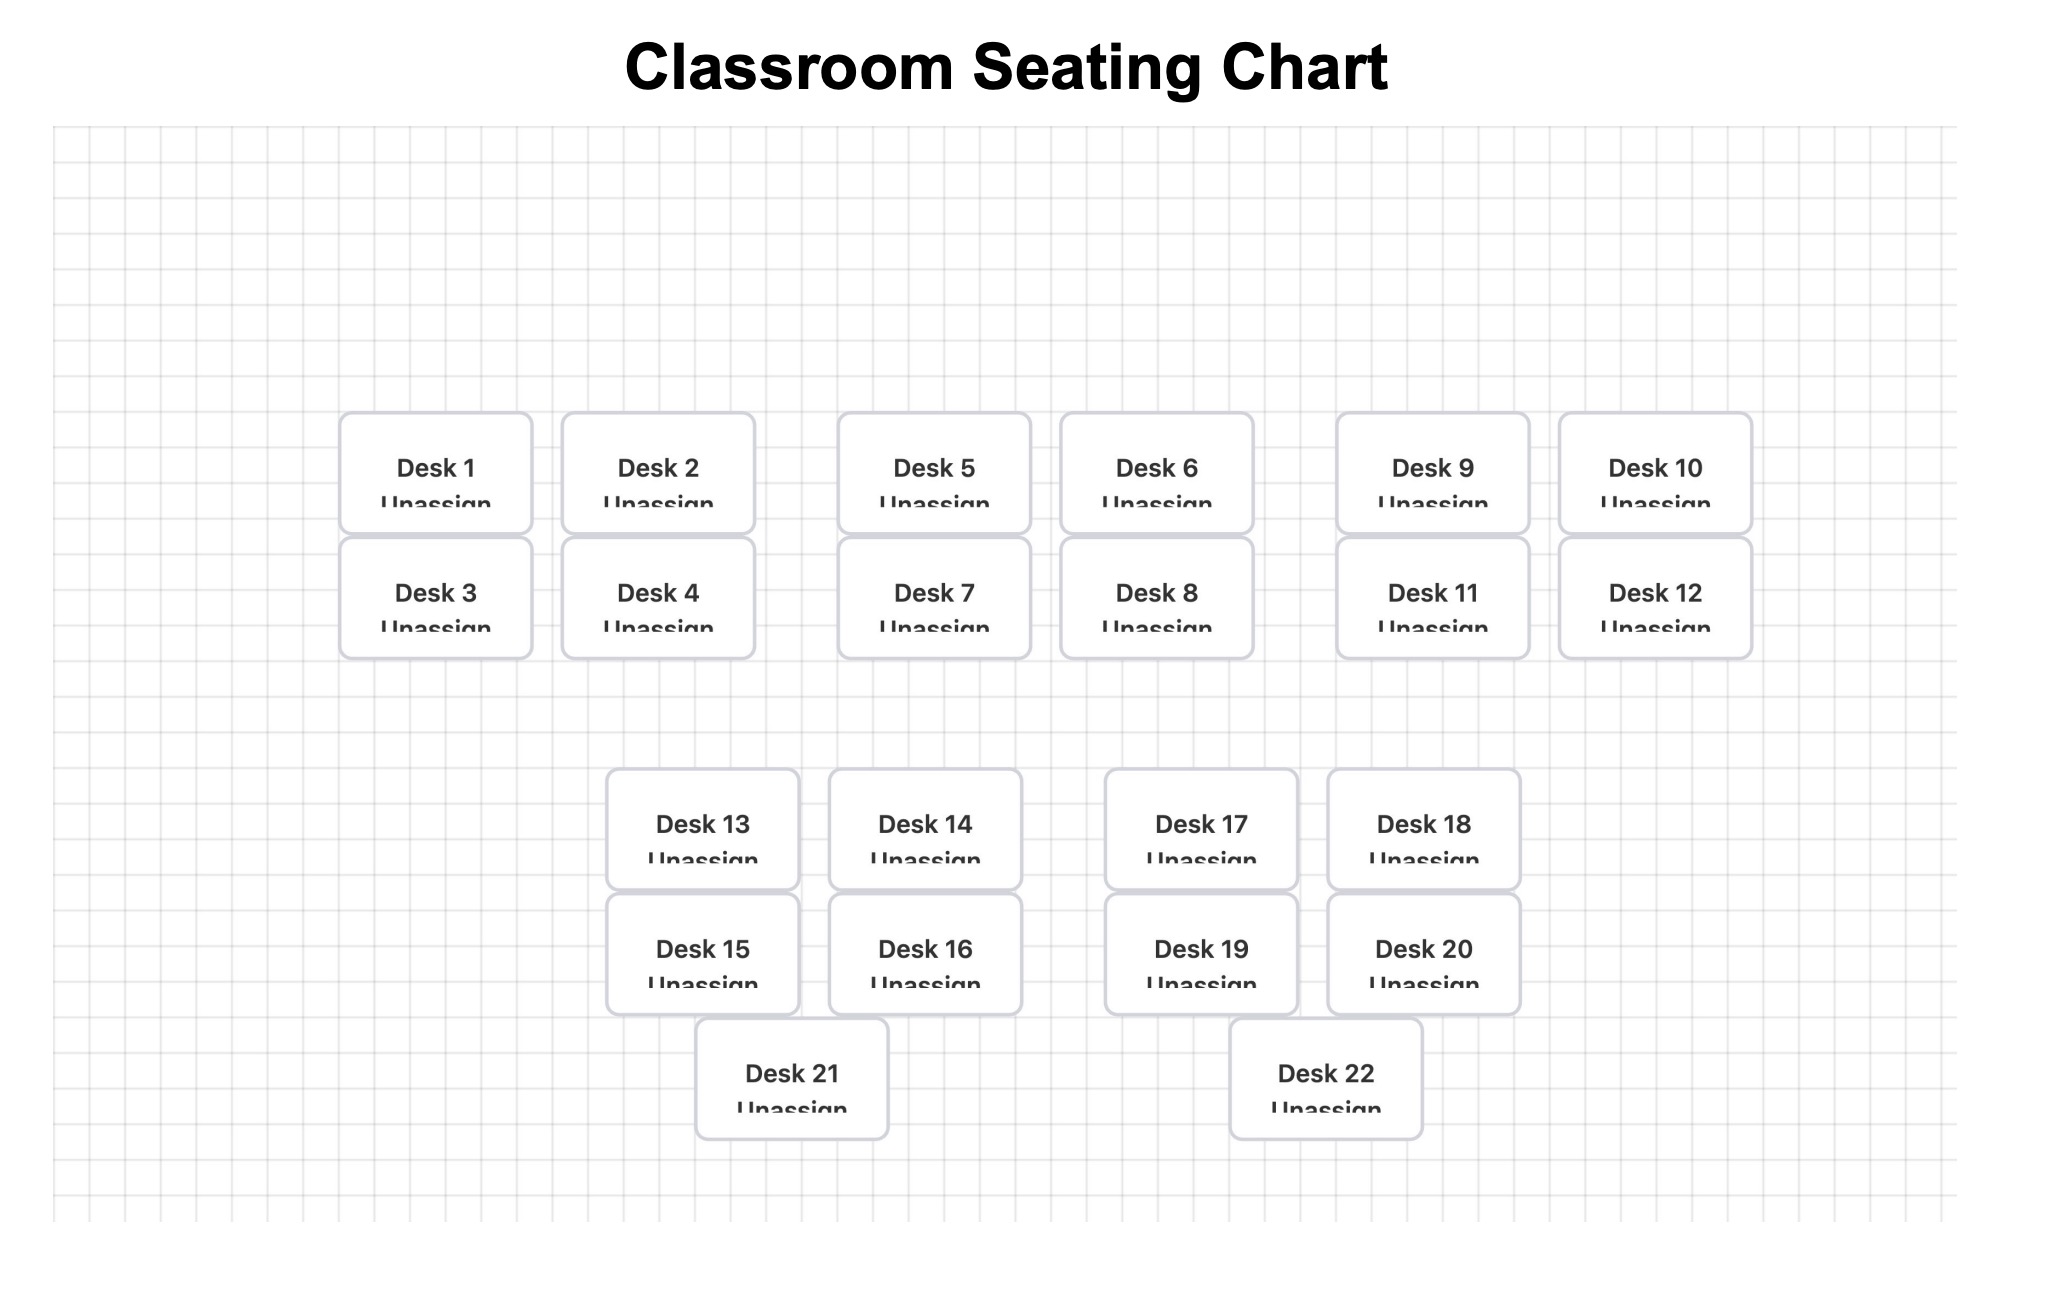 Classroom Seating Chart
Desk 1
Unassign
Desk 2
Unassign
Desk 5
Unassign
Desk 6
Unassign
Desk 9
Unassign
Desk 10
Unassign
Desk 3
Unassign
Desk 4
Unassign
Desk 7
Unassign
Desk 8
Unassign
Desk 11
Unassign
Desk 12
Unassign
Desk 13
Unassign
Desk 14
Unassign
Desk 17
Unassign
Desk 18
Unassign
Desk 15
Unassign
Desk 16
Unassign
Desk 19
Unassign
Desk 20
Unassign
Desk 21
Unassign
Desk 22
Unassign